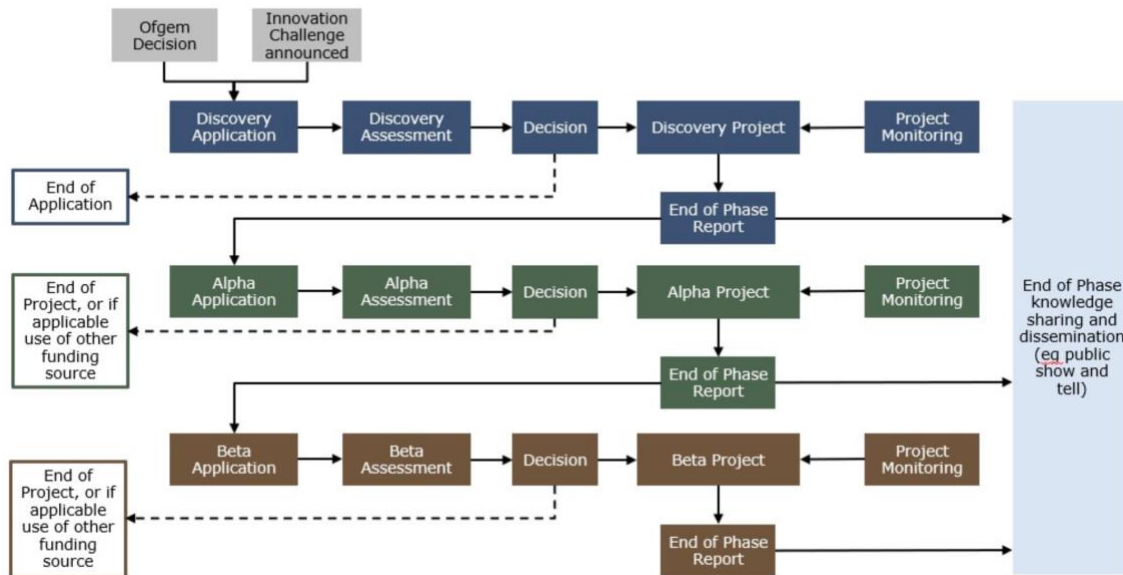 Ofgem
Decision
Innovation
Challenge
announced
Discovery
Application
Discovery
Assessment
Decision
Discovery Project
Project
Monitoring
End of
Application
End of Phase
Report
Alpha
Application
Alpha
Assessment
Decision
Alpha Project
Project
Monitoring
End of
Project, or if
applicable
use of other
funding
source
End of Phase
Report
End of Phase
knowledge
sharing and
dissemination
(eg public
show and
tell)
Beta
Application
Beta
Assessment
Decision
Beta Project
Project
Monitoring
End of
Project, or if
applicable
use of other
funding
source
End of Phase
Report